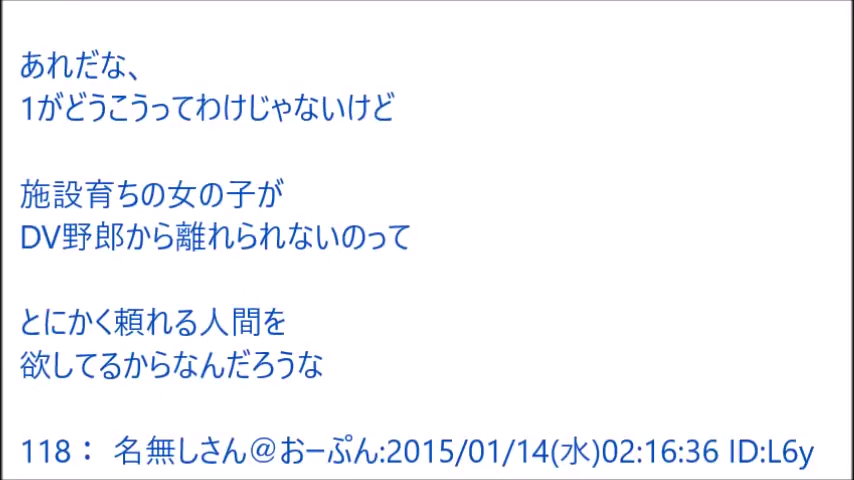 あれだな、
1がどうこうってわけじゃないけど
施設育ちの女の子が
DV野郎から離れられないのって
とにかく頼れる人間を
欲してるからなんだろうな
118： 名無しさん＠おーぷん:2015/01/14(水)02:16:36 ID:L6y